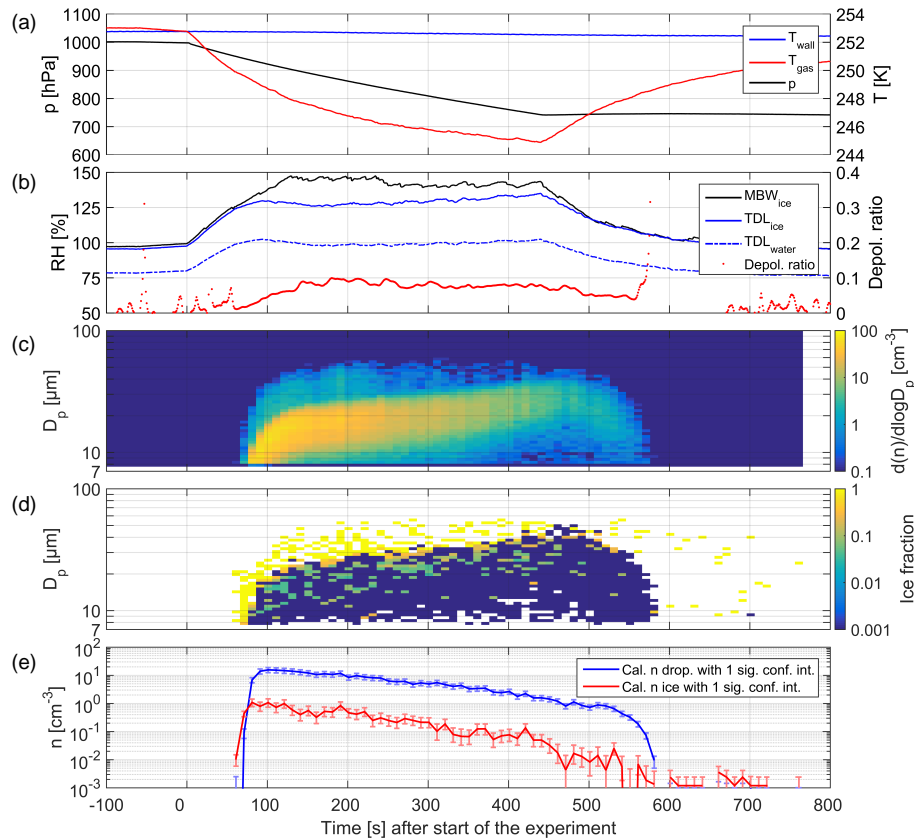 (a)
1100
1000
900
800
700
600
p [hPa]
254
252
250
248
246
244
T [K]
T_wall
T_gas
p
(b)
150
125
100
75
50
RH [%]
0.4
0.3
0.2
0.1
0
Depol. ratio
MBW_ice
TDL_ice
TDL_water
Depol. ratio
(c)
100
10
7
D_p [µm]
100
10
1
0.1
d(n)/dlogD_p [cm^-3]
(d)
100
10
7
D_p [µm]
1
0.1
0.01
0.001
Ice fraction
(e)
10^2
10^1
10^0
10^-1
10^-2
10^-3
n [cm^-3]
Cal. n drop. with 1 sig. conf. int.
Cal. n ice with 1 sig. conf. int.
-100 0 100 200 300 400 500 600 700 800
Time [s] after start of the experiment